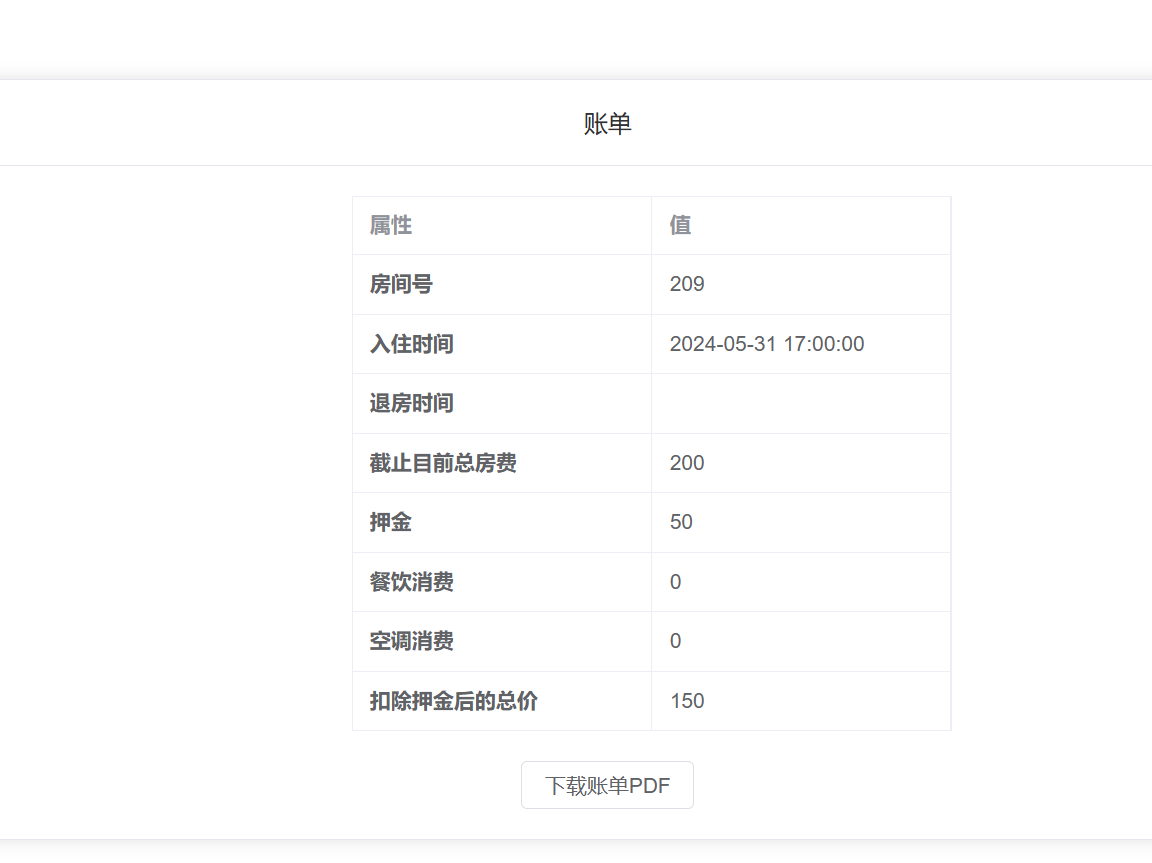 账单
属性 值
房间号 209
入住时间 2024-05-31 17:00:00
退房时间
截止目前总房费 200
押金 50
餐饮消费 0
空调消费 0
扣除押金后的总价 150
下载账单PDF